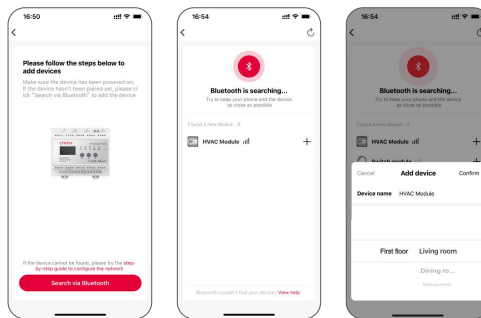 16:50
Please follow the steps below to
add devices
Make sure the device has been powered on;
If the device hasn't been paired yet, please cl
ick "Search via Bluetooth" to add the device
If the device cannot be found, please try the step-
by-step guide to configure the network
Search via Bluetooth
16:54
Bluetooth is searching...
Try to keep your phone and the device
as close as possible
Found a new device: 2
HVAC Module
Bluetooth couldn't find your device? View help
16:54
Bluetooth is searching...
Try to keep your phone and the device
as close as possible
Found a new device: 2
HVAC Module
Switch module
Cancel
Add device
Confirm
Device name HVAC Module
First floor Living room
Dining ro...